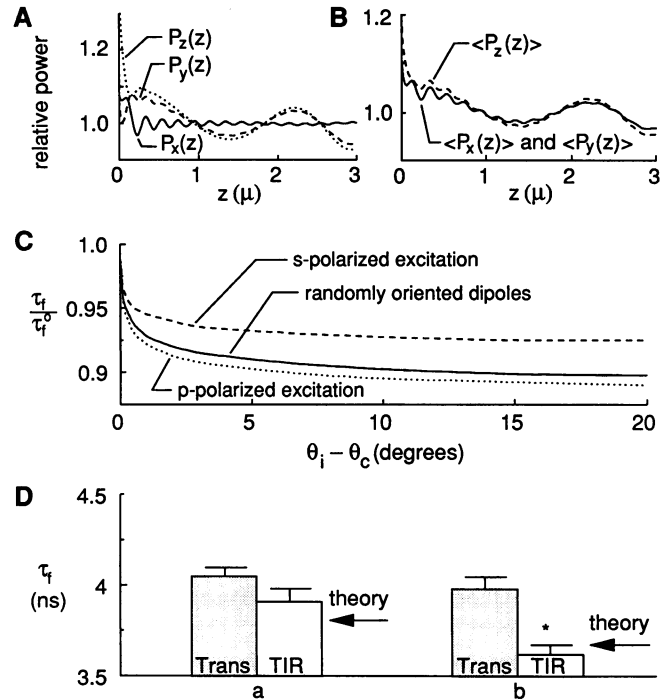 A
B
relative power
1.2
1.0
P_z(z)
P_y(z)
P_x(z)
0 1 2 3
z (μ)
1.2
1.0
<P_z(z)>
<P_x(z)> and <P_y(z)>
0 1 2 3
z (μ)
C
τ_f
τ_f^o
1.0
0.95
0.9
s-polarized excitation
randomly oriented dipoles
p-polarized excitation
0 5 10 15 20
θ_i – θ_c (degrees)
D
τ_f
(ns)
4.5
4
3.5
Trans TIR
theory
a
*
Trans TIR
theory
b